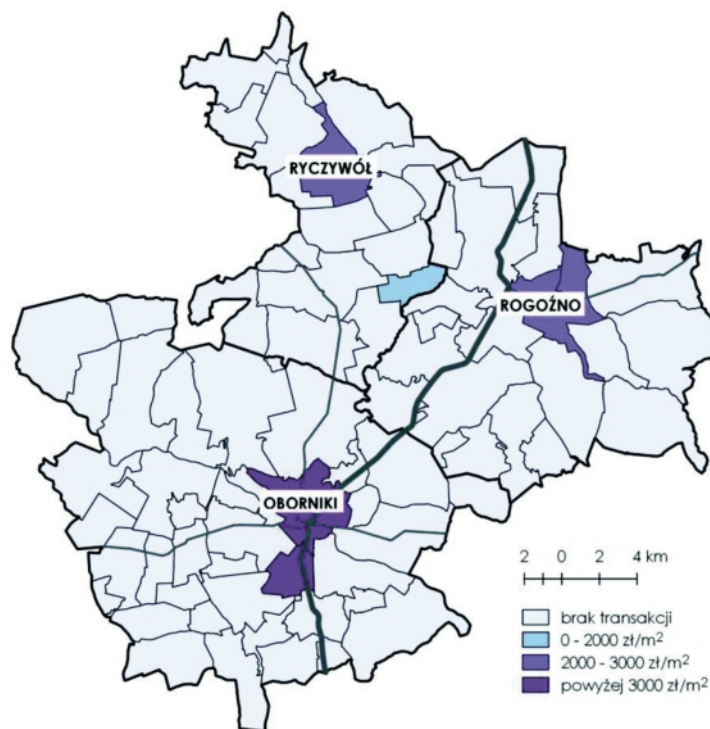 RYCZYWÓŁ
ROGOŹNO
OBORNIKI
2 0 2 4 km
brak transakcji
0 - 2000 zł/m²
2000 - 3000 zł/m²
powyżej 3000 zł/m²